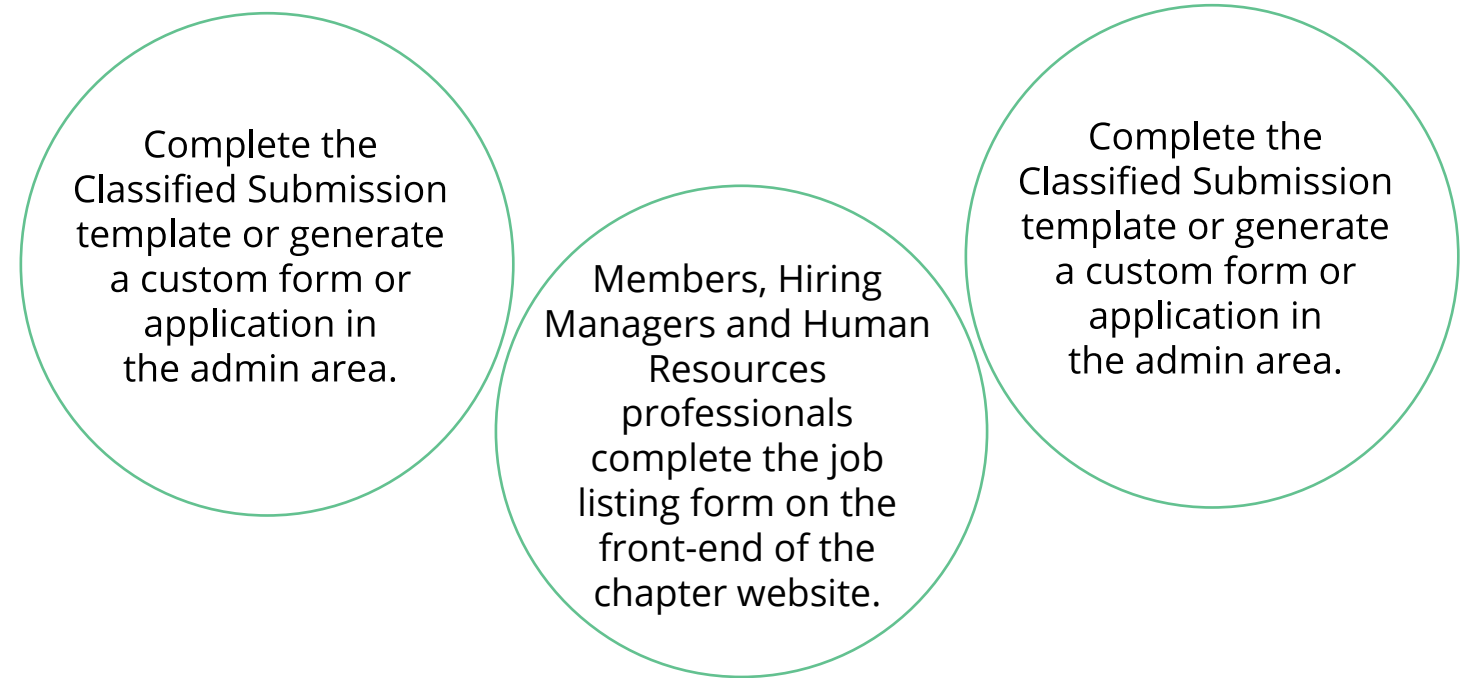 Complete the
Classified Submission
template or generate
a custom form or
application in
the admin area.
Members, Hiring
Managers and Human
Resources
professionals
complete the job
listing form on the
front-end of the
chapter website.
Complete the
Classified Submission
template or generate
a custom form or
application in
the admin area.